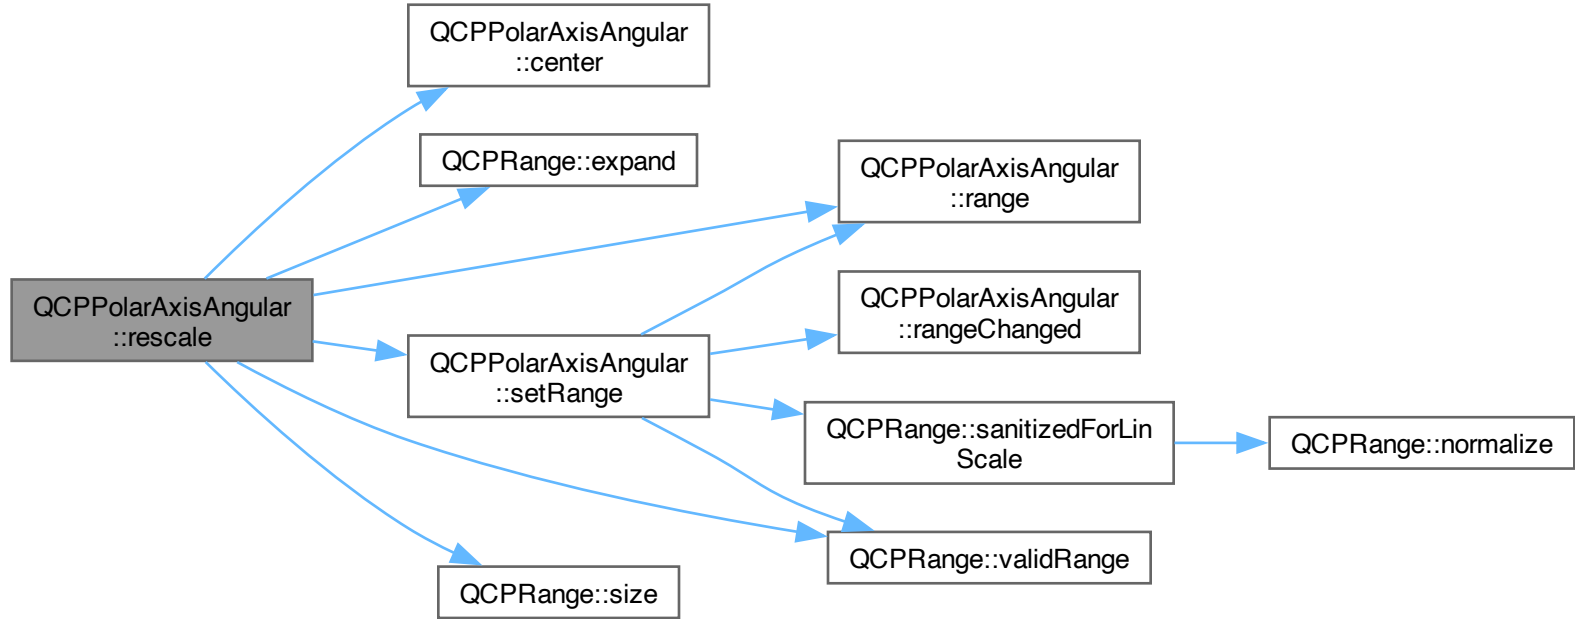 QCPPolarAxisAngular
::rescale
QCPPolarAxisAngular
::center
QCPRange::expand
QCPPolarAxisAngular
::setRange
QCPRange::size
QCPPolarAxisAngular
::range
QCPPolarAxisAngular
::rangeChanged
QCPRange::sanitizedForLin
Scale
QCPRange::validRange
QCPRange::normalize